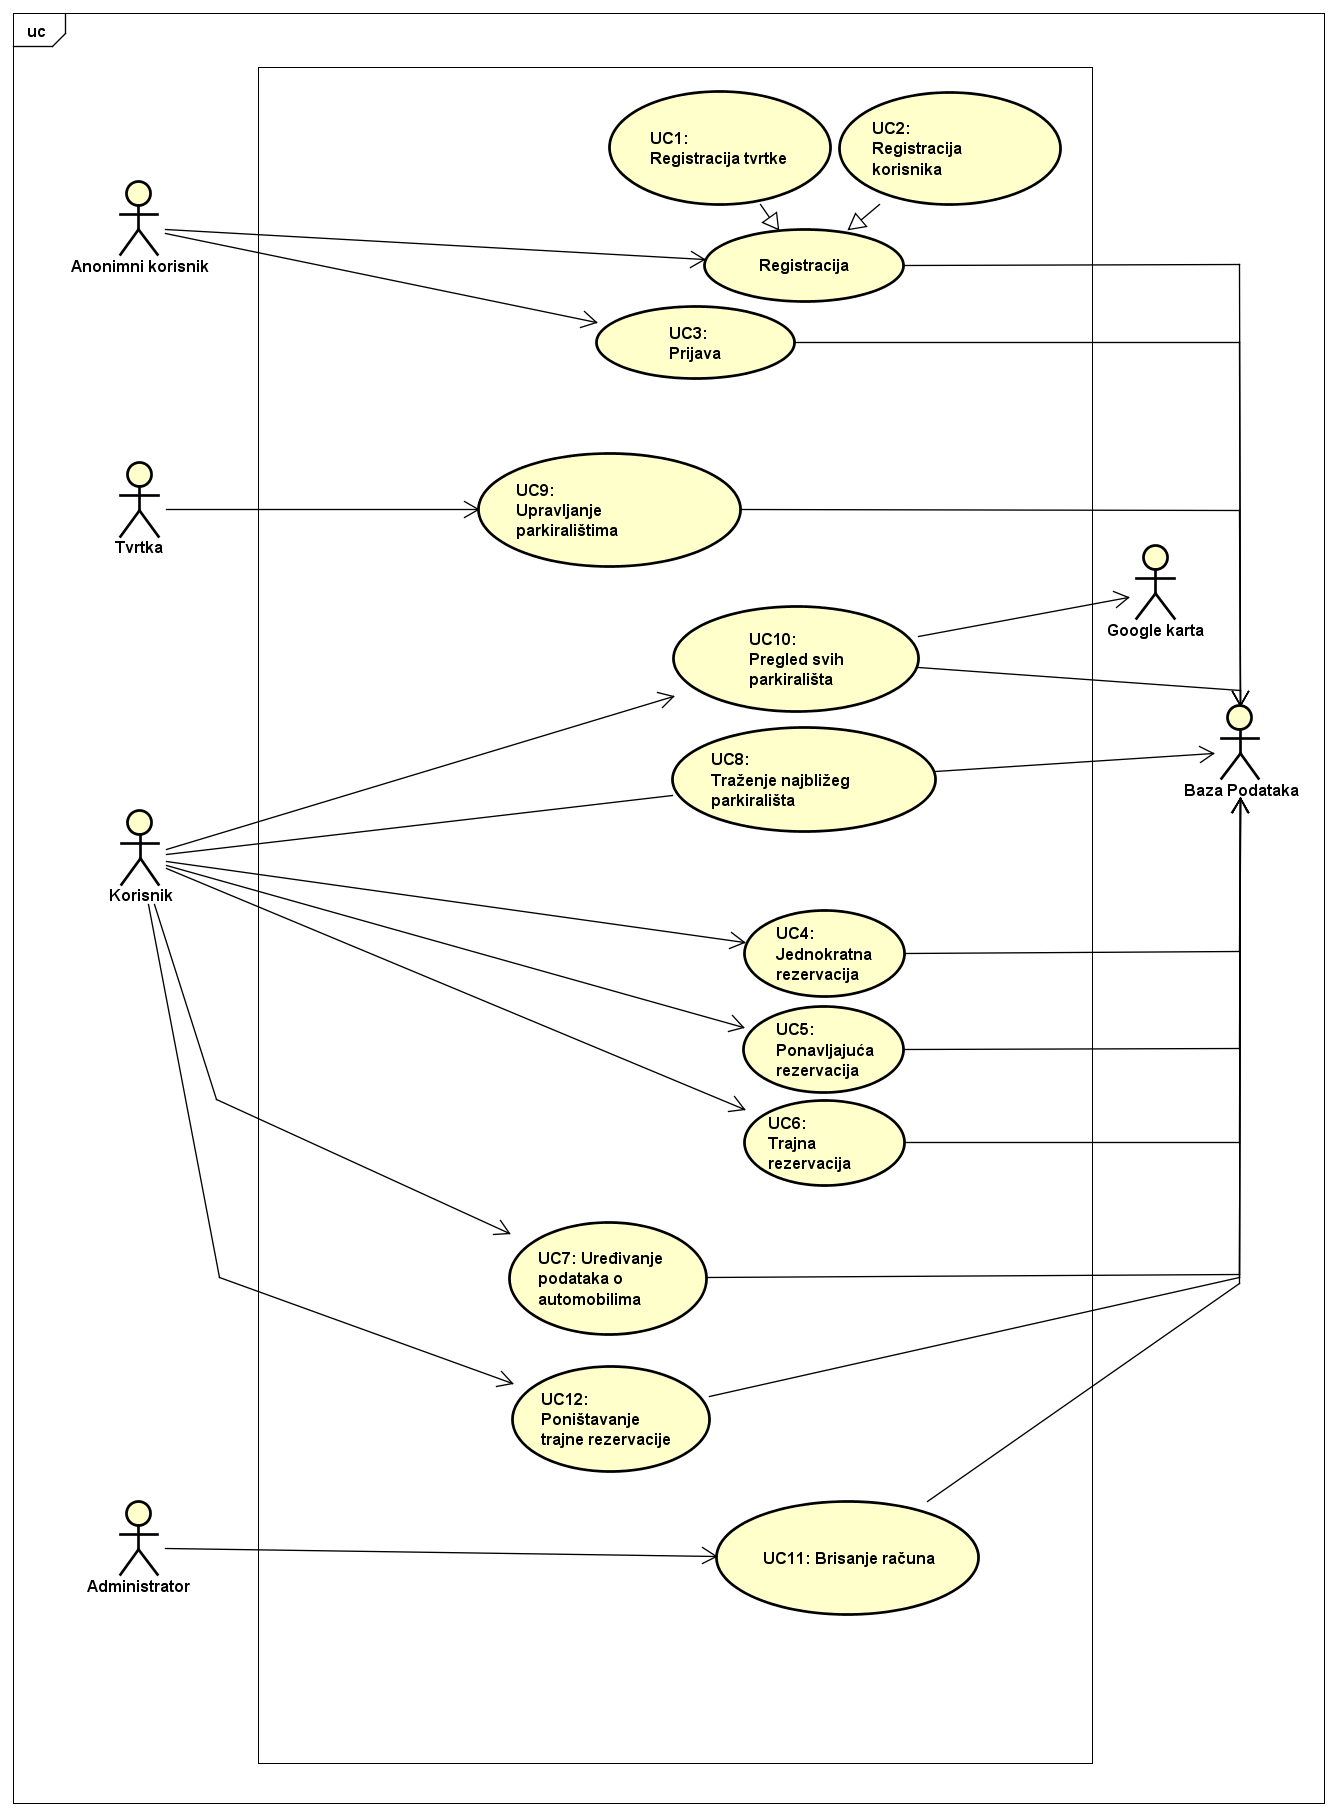 uc
UC1:
Registracija tvrtke
UC2:
Registracija
korisnika
Anonimni korisnik
Registracija
UC3:
Prijava
Tvrtka
UC9:
Upravljanje
parkiralištima
Google karta
UC10:
Pregled svih
parkirališta
UC8:
Traženje najbližeg
parkirališta
Baza Podataka
Korisnik
UC4:
Jednokratna
rezervacija
UC5:
Ponavljajuća
rezervacija
UC6:
Trajna
rezervacija
UC7: Uređivanje
podataka o
automobilima
UC12:
Poništavanje
trajne rezervacije
Administrator
UC11: Brisanje računa